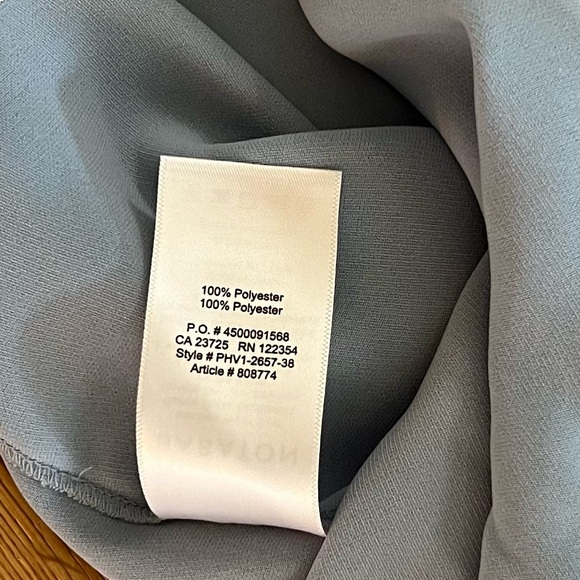 100% Polyester
100% Polyester
P.O. # 4500091568
CA 23725 RN 122354
Style # PHV1-2657-38
Article # 808774